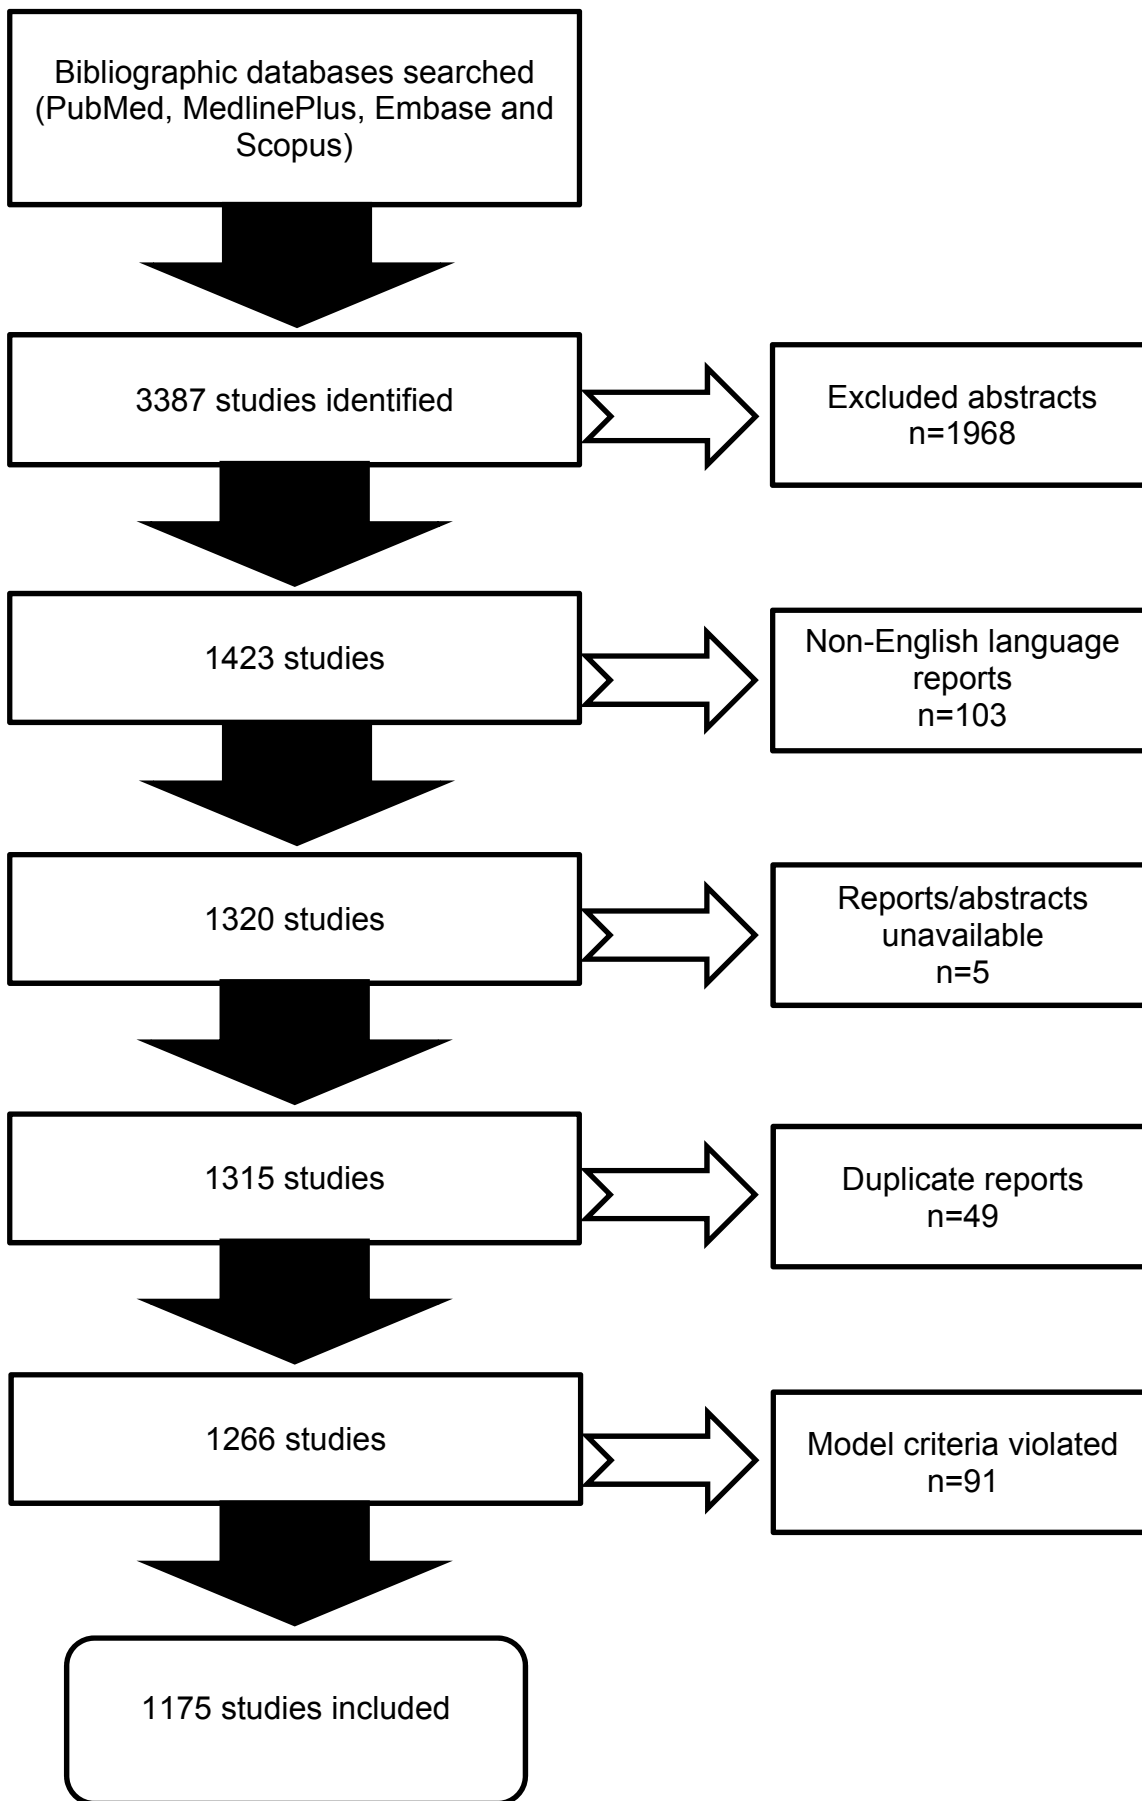 Bibliographic databases searched
(PubMed, MedlinePlus, Embase and
Scopus)
3387 studies identified
Excluded abstracts
n=1968
1423 studies
Non-English language
reports
n=103
1320 studies
Reports/abstracts
unavailable
n=5
1315 studies
Duplicate reports
n=49
1266 studies
Model criteria violated
n=91
1175 studies included